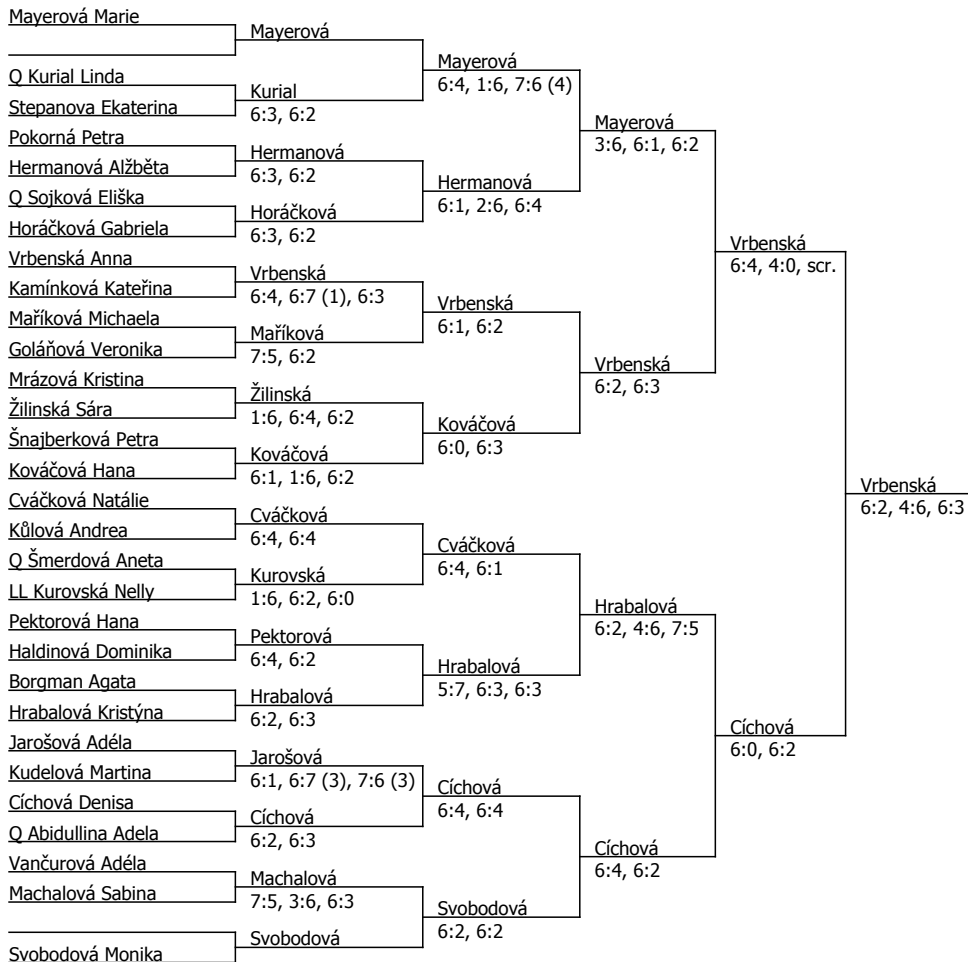 Mayerová Marie
Mayerová
Mayerová
6:4, 1:6, 7:6 (4)
Q Kurial Linda
Kurial
6:3, 6:2
Stepanova Ekaterina
Mayerová
3:6, 6:1, 6:2
Pokorná Petra
Hermanová
6:3, 6:2
Hermanová Alžběta
Hermanová
6:1, 2:6, 6:4
Q Sojková Eliška
Horáčková
6:3, 6:2
Horáčková Gabriela
Vrbenská
6:4, 4:0, scr.
Vrbenská Anna
Vrbenská
6:4, 6:7 (1), 6:3
Kamínková Kateřina
Vrbenská
6:1, 6:2
Maříková Michaela
Maříková
7:5, 6:2
Goláňová Veronika
Vrbenská
6:2, 6:3
Mrázová Kristina
Žilinská
1:6, 6:4, 6:2
Žilinská Sára
Kováčová
6:0, 6:3
Šnajberková Petra
Kováčová
6:1, 1:6, 6:2
Kováčová Hana
Vrbenská
6:2, 4:6, 6:3
Cváčková Natálie
Cváčková
6:4, 6:4
Kůlová Andrea
Cváčková
6:4, 6:1
Q Šmerdová Aneta
Kurovská
1:6, 6:2, 6:0
LL Kurovská Nelly
Hrabalová
6:2, 4:6, 7:5
Pektorová Hana
Pektorová
6:4, 6:2
Haldinová Dominika
Hrabalová
5:7, 6:3, 6:3
Borgman Agata
Hrabalová
6:2, 6:3
Hrabalová Kristýna
Cíchová
6:0, 6:2
Jarošová Adéla
Jarošová
6:1, 6:7 (3), 7:6 (3)
Kudelová Martina
Cíchová
6:4, 6:4
Cíchová Denisa
Cíchová
6:2, 6:3
Q Abidullina Adela
Cíchová
6:4, 6:2
Vančurová Adéla
Machalová
7:5, 3:6, 6:3
Machalová Sabina
Svobodová
6:2, 6:2
Svobodová
Svobodová Monika